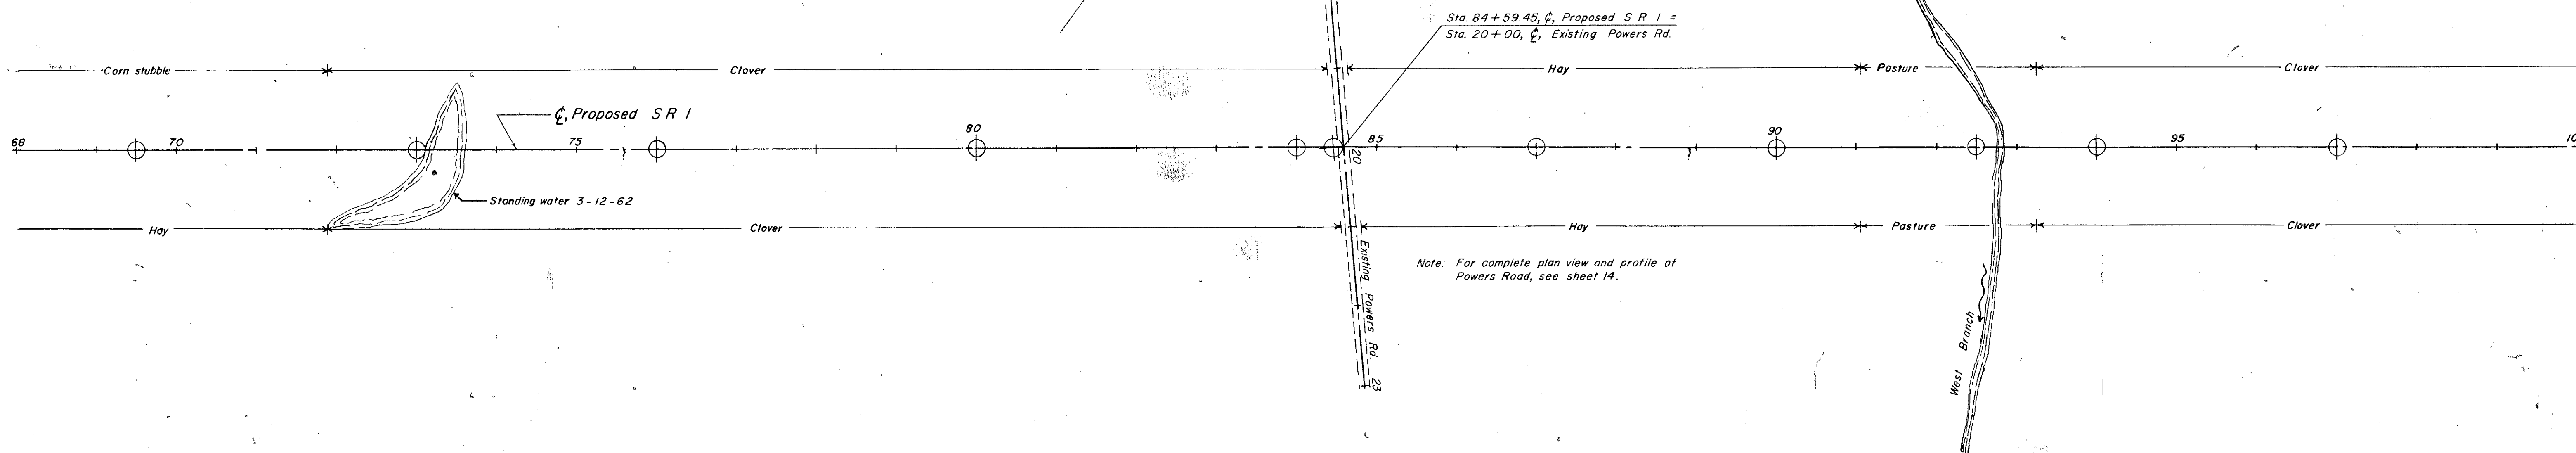 Sta. 84+59.45, ℄, Proposed S R 1 =
Sta. 20+00, ℄, Existing Powers Rd.
Corn stubble
Clover
Hay
Pasture
Clover
℄, Proposed S R 1
68
70
75
80
85
90
95
20
Standing water 3-12-62
Hay
Clover
Hay
Pasture
Clover
Existing Powers Rd.
23
Note: For complete plan view and profile of
Powers Road, see sheet 14.
West Branch